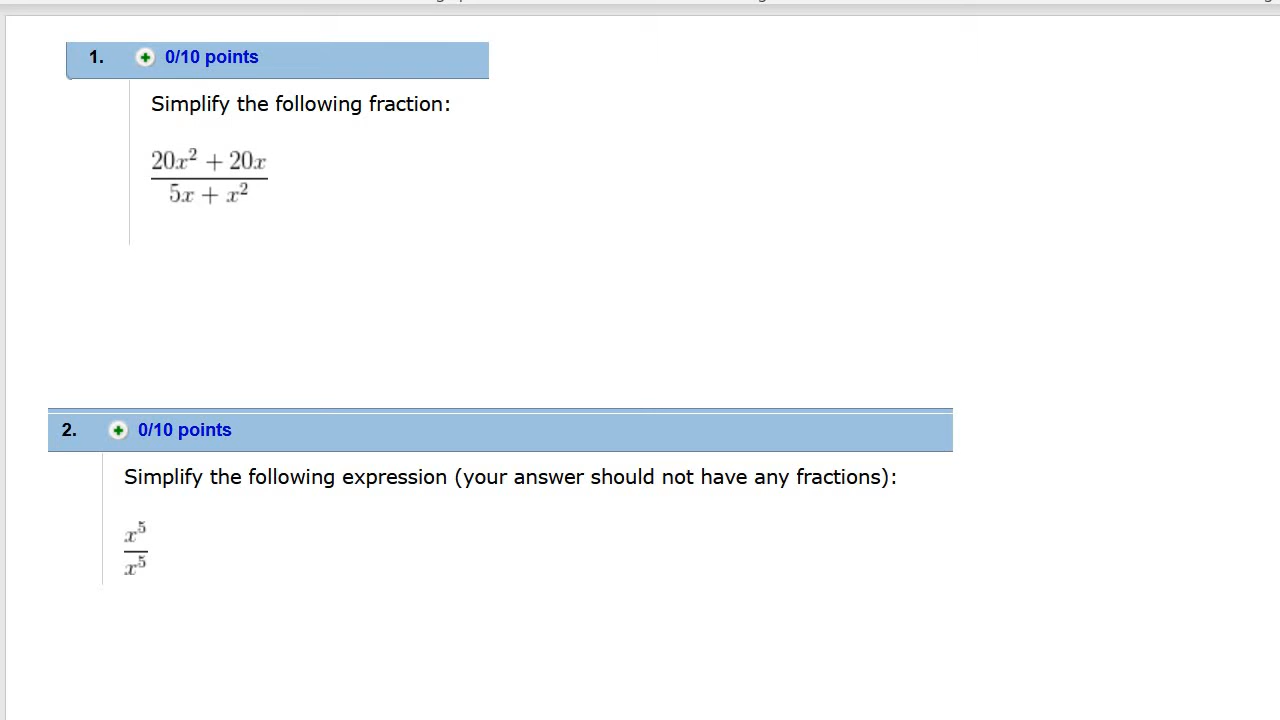 1. 0/10 points
Simplify the following fraction:
20x² + 20x
5x + x²
2. 0/10 points
Simplify the following expression (your answer should not have any fractions):
x⁵
x⁵